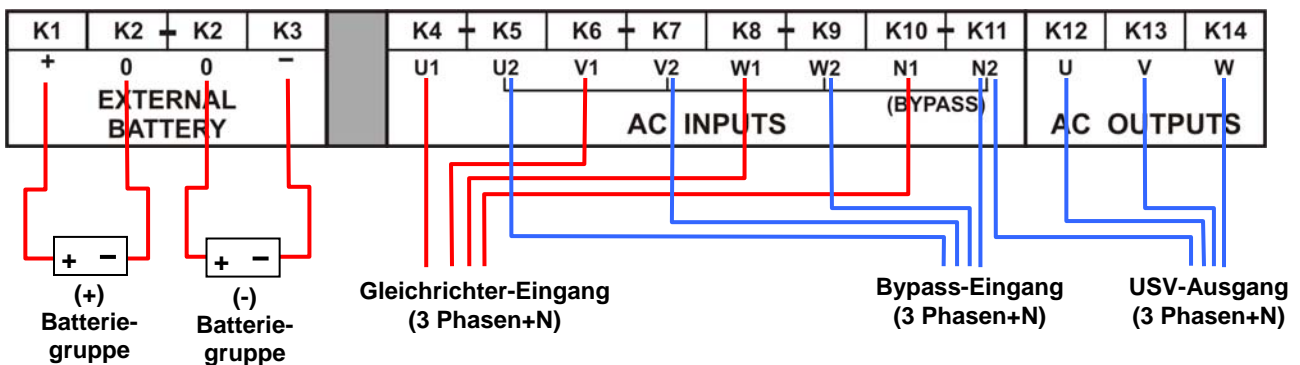 K1 K2 - K2 K3 K4 - K5 K6 - K7 K8 - K9 K10 - K11 K12 K13 K14
+ 0 0 − U1 U2 V1 V2 W1 W2 N1 N2 U V W
(BYPASS)
EXTERNAL
BATTERY
AC INPUTS
AC OUTPUTS
+ −
+ −
(+)
Batterie-
gruppe
(-)
Batterie-
gruppe
Gleichrichter-Eingang
(3 Phasen+N)
Bypass-Eingang
(3 Phasen+N)
USV-Ausgang
(3 Phasen+N)